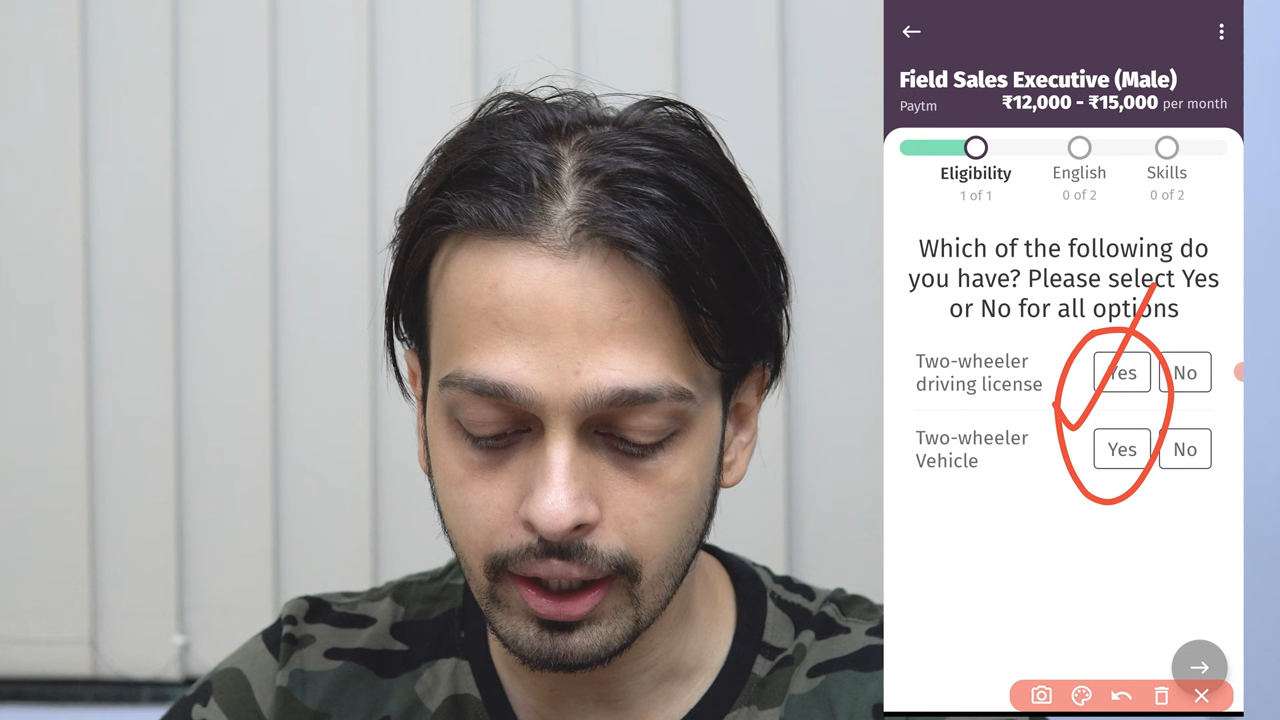 Field Sales Executive (Male)
Paytm ₹12,000 - ₹15,000 per month
Eligibility English Skills
1 of 1 0 of 2 0 of 2
Which of the following do
you have? Please select Yes
or No for all options
Two-wheeler
driving license Yes No
Two-wheeler
Vehicle Yes No